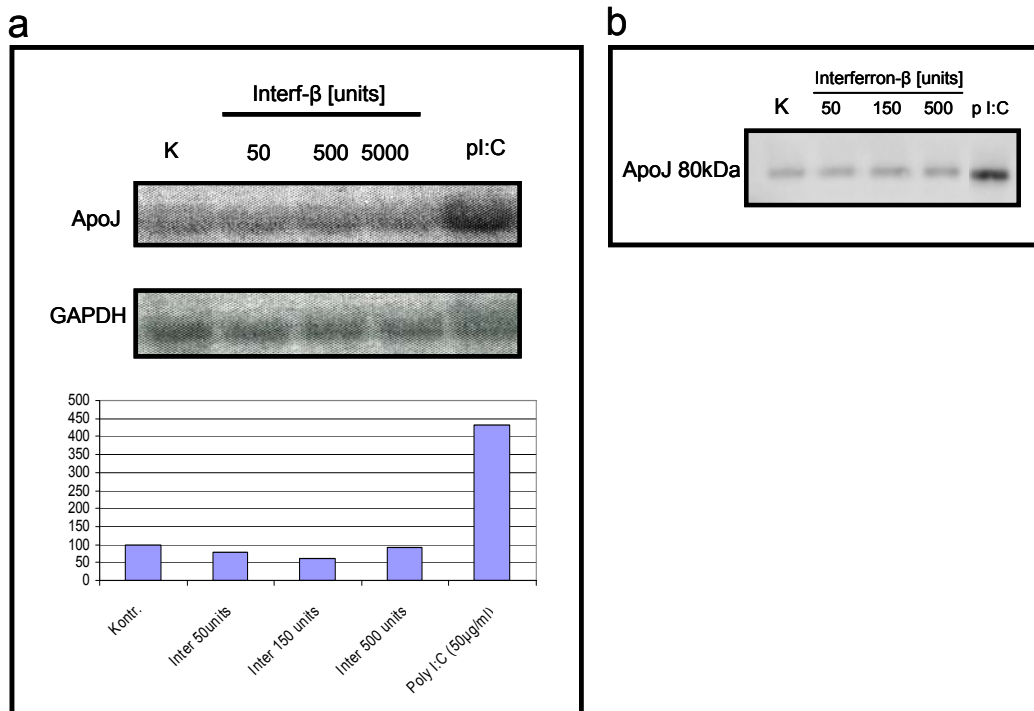 a
Interf-β [units]
K 50 500 5000 pI:C
ApoJ
GAPDH
500
450
400
350
300
250
200
150
100
50
0
Kontr.
Inter 50units
Inter 150 units
Inter 500 units
Poly I:C (50µg/ml)
b
Interferron-β [units]
K 50 150 500 p I:C
ApoJ 80kDa